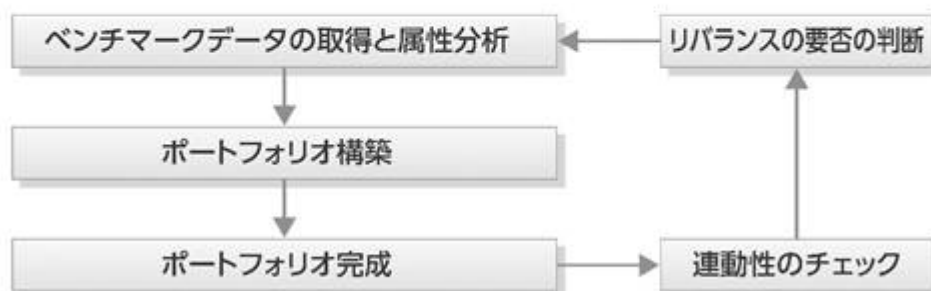 ベンチマークデータの取得と属性分析
リバランスの要否の判断
ポートフォリオ構築
ポートフォリオ完成
連動性のチェック